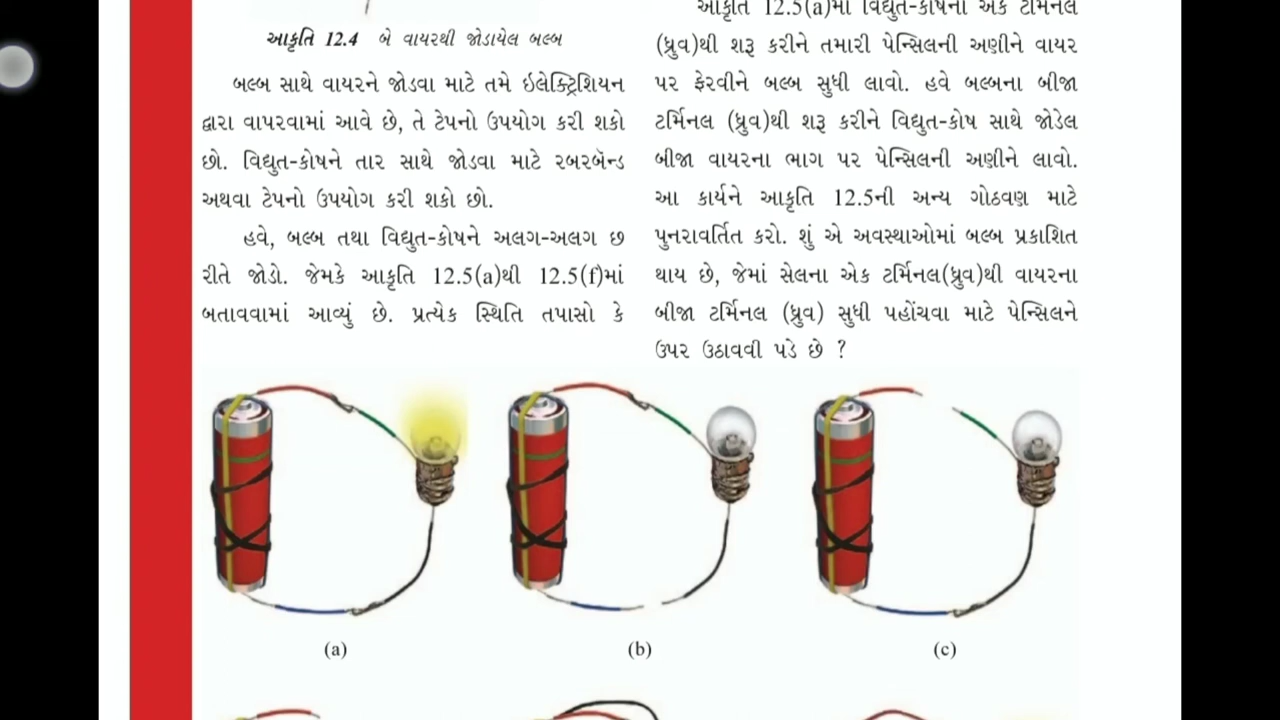 આકૃતિ 12.4 બે વાયરથી જોડાયેલ બલ્બ
બલ્બ સાથે વાયરને જોડવા માટે તમે ઇલેક્ટ્રિશિયન
દ્વારા વાપરવામાં આવે છે, તે ટેપનો ઉપયોગ કરી શકો
છો. વિદ્યુત-કોષને તાર સાથે જોડવા માટે રબરબૅન્ડ
અથવા ટેપનો ઉપયોગ કરી શકો છો.
હવે, બલ્બ તથા વિદ્યુત-કોષને અલગ-અલગ છ
રીતે જોડો. જેમકે આકૃતિ 12.5(a)થી 12.5(f)માં
બતાવવામાં આવ્યું છે. પ્રત્યેક સ્થિતિ તપાસો કે
આકૃતિ 12.5(a)માં વિદ્યુત-કોષના એક ટર્મિનલ
(ધ્રુવ)થી શરૂ કરીને તમારી પેન્સિલની અણીને વાયર
પર ફેરવીને બલ્બ સુધી લાવો. હવે બલ્બના બીજા
ટર્મિનલ (ધ્રુવ)થી શરૂ કરીને વિદ્યુત-કોષ સાથે જોડેલ
બીજા વાયરના ભાગ પર પેન્સિલની અણીને લાવો.
આ કાર્યને આકૃતિ 12.5ની અન્ય ગોઠવણ માટે
પુનરાવર્તિત કરો. શું એ અવસ્થાઓમાં બલ્બ પ્રકાશિત
થાય છે, જેમાં સેલના એક ટર્મિનલ(ધ્રુવ)થી વાયરના
બીજા ટર્મિનલ (ધ્રુવ) સુધી પહોંચવા માટે પેન્સિલને
ઉપર ઉઠાવવી પડે છે ?
(a) (b) (c)